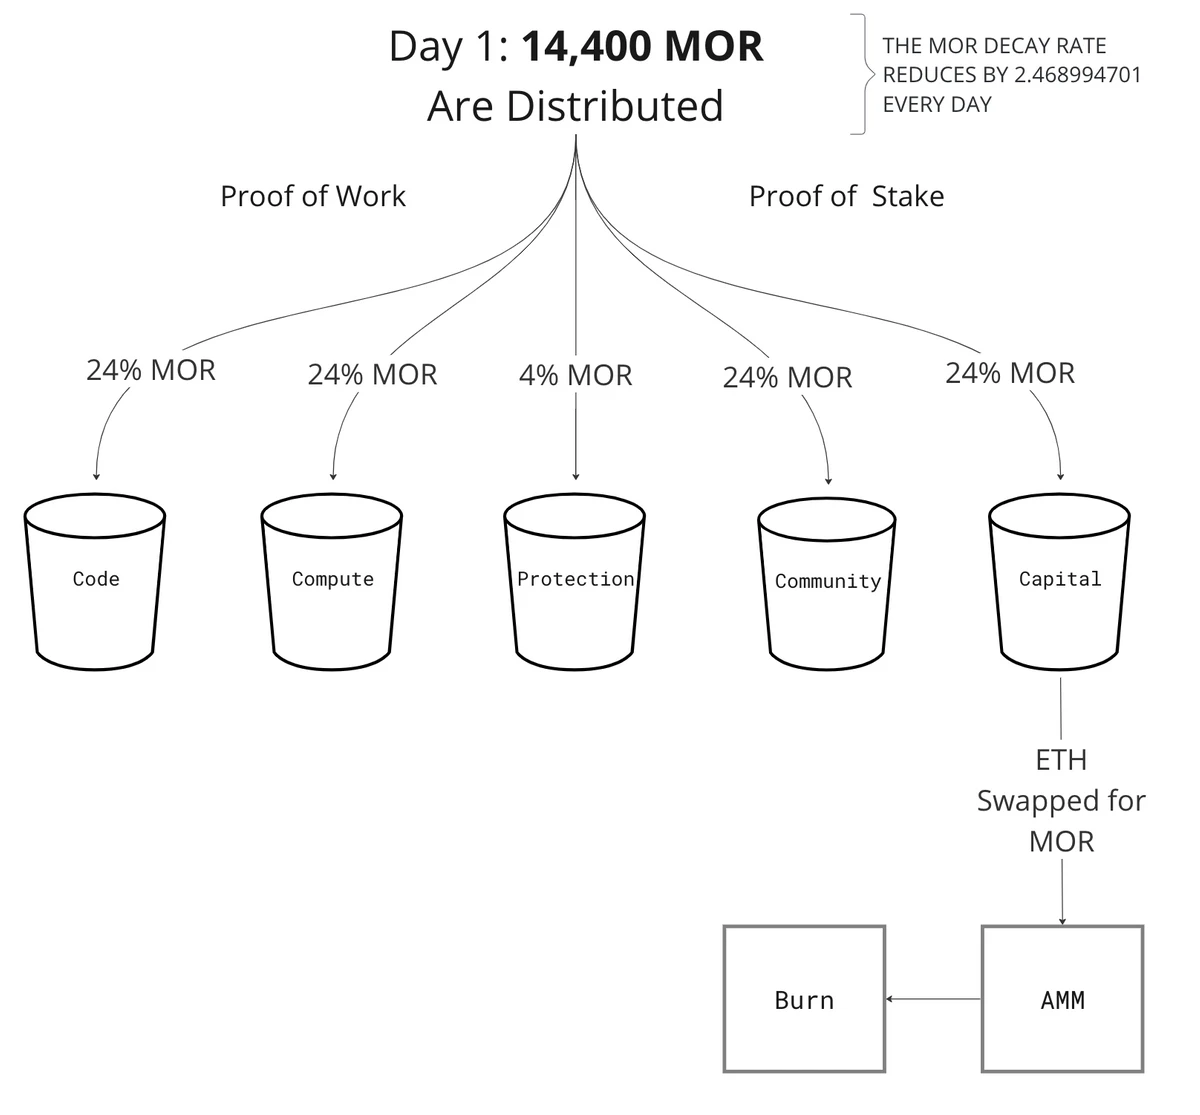 Day 1: 14,400 MOR
Are Distributed
THE MOR DECAY RATE
REDUCES BY 2.468994701
EVERY DAY
Proof of Work
Proof of Stake
24% MOR
24% MOR
4% MOR
24% MOR
24% MOR
Code
Compute
Protection
Community
Capital
ETH
Swapped for
MOR
Burn
AMM